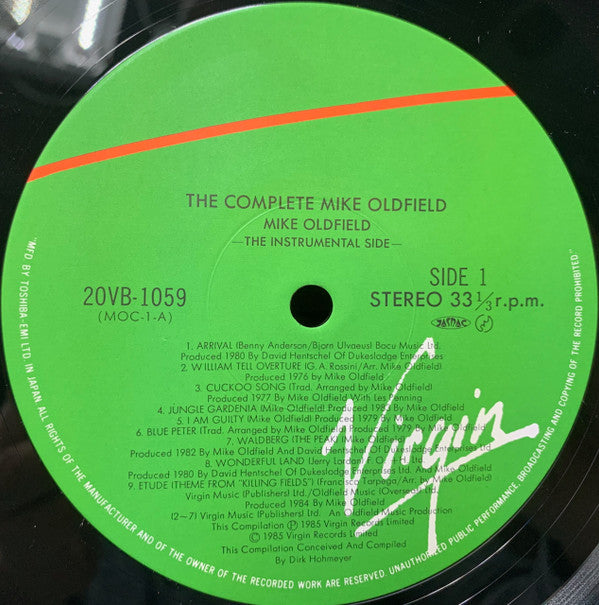 THE COMPLETE MIKE OLDFIELD
MIKE OLDFIELD
—THE INSTRUMENTAL SIDE—
20VB-1059
(MOC-1-A)
SIDE 1
STEREO 33 1/3 r.p.m.
JASRAC
1. ARRIVAL (Benny Anderson/Bjorn Ulvaeus) Bocu Music Ltd.
Produced 1980 By David Hentschel Of Dukeslodge Enterprises
2. WILLIAM TELL OVERTURE (G. A. Rossini/Arr. Mike Oldfield)
Produced 1976 by Mike Oldfield
3. CUCKOO SONG (Trad. Arranged by Mike Oldfield)
Produced 1977 By Mike Oldfield With Les Penning
4. JUNGLE GARDENIA (Mike Oldfield) Produced By Mike Oldfield
5. I AM GUILTY (Mike Oldfield) Produced 1979 By Mike Oldfield
6. BLUE PETER (Trad. Arranged by Mike Oldfield) Produced 1979 By Mike Oldfield
7. WALDBERG (THE PEAK) (Mike Oldfield)
Produced 1982 By Mike Oldfield And David Hentschel Of Dukeslodge Enterprises Ltd
8. WONDERFUL LAND (Jerry Lordan)
Produced 1980 By David Hentschel Of Dukeslodge Enterprises Ltd. And Mike Oldfield
9. ETUDE (THEME FROM "KILLING FIELDS") (Francisco Tarrega/Arr. by Mike Oldfield)
Virgin Music (Publishers) Ltd./Oldfield Music (Overseas) Ltd.
Produced 1984 By Mike Oldfield
(2~7) Virgin Music (Publishers) Ltd. An Oldfield Music Production
This Compilation Ⓟ 1985 Virgin Records Limited
© 1985 Virgin Records Limited
This Compilation Conceived And Compiled
By Dirk Hohmeyer
Virgin
"MFD BY TOSHIBA-EMI LTD. IN JAPAN. ALL RIGHTS OF THE MANUFACTURER AND OF THE OWNER OF THE RECORDED WORK ARE RESERVED. UNAUTHORIZED PUBLIC PERFORMANCE, BROADCASTING AND COPYING OF THE RECORD PROHIBITED"